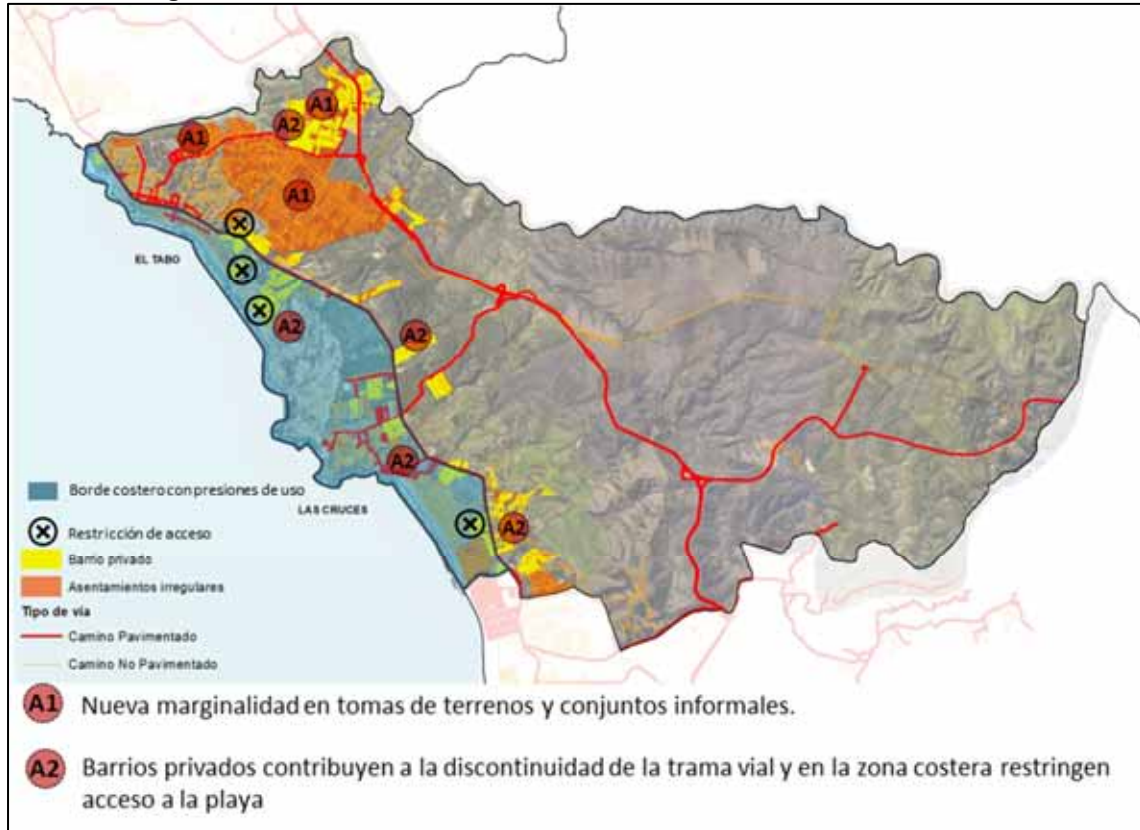 A1
A2
A1
A1
EL TABO
A2
A2
A2
LAS CRUCES
A2
Borde costero con presiones de uso
Restricción de acceso
Barrio privado
Asentamientos irregulares
Tipo de vía
Camino Pavimentado
Camino No Pavimentado
A1 Nueva marginalidad en tomas de terrenos y conjuntos informales.
A2 Barrios privados contribuyen a la discontinuidad de la trama vial y en la zona costera restringen
acceso a la playa